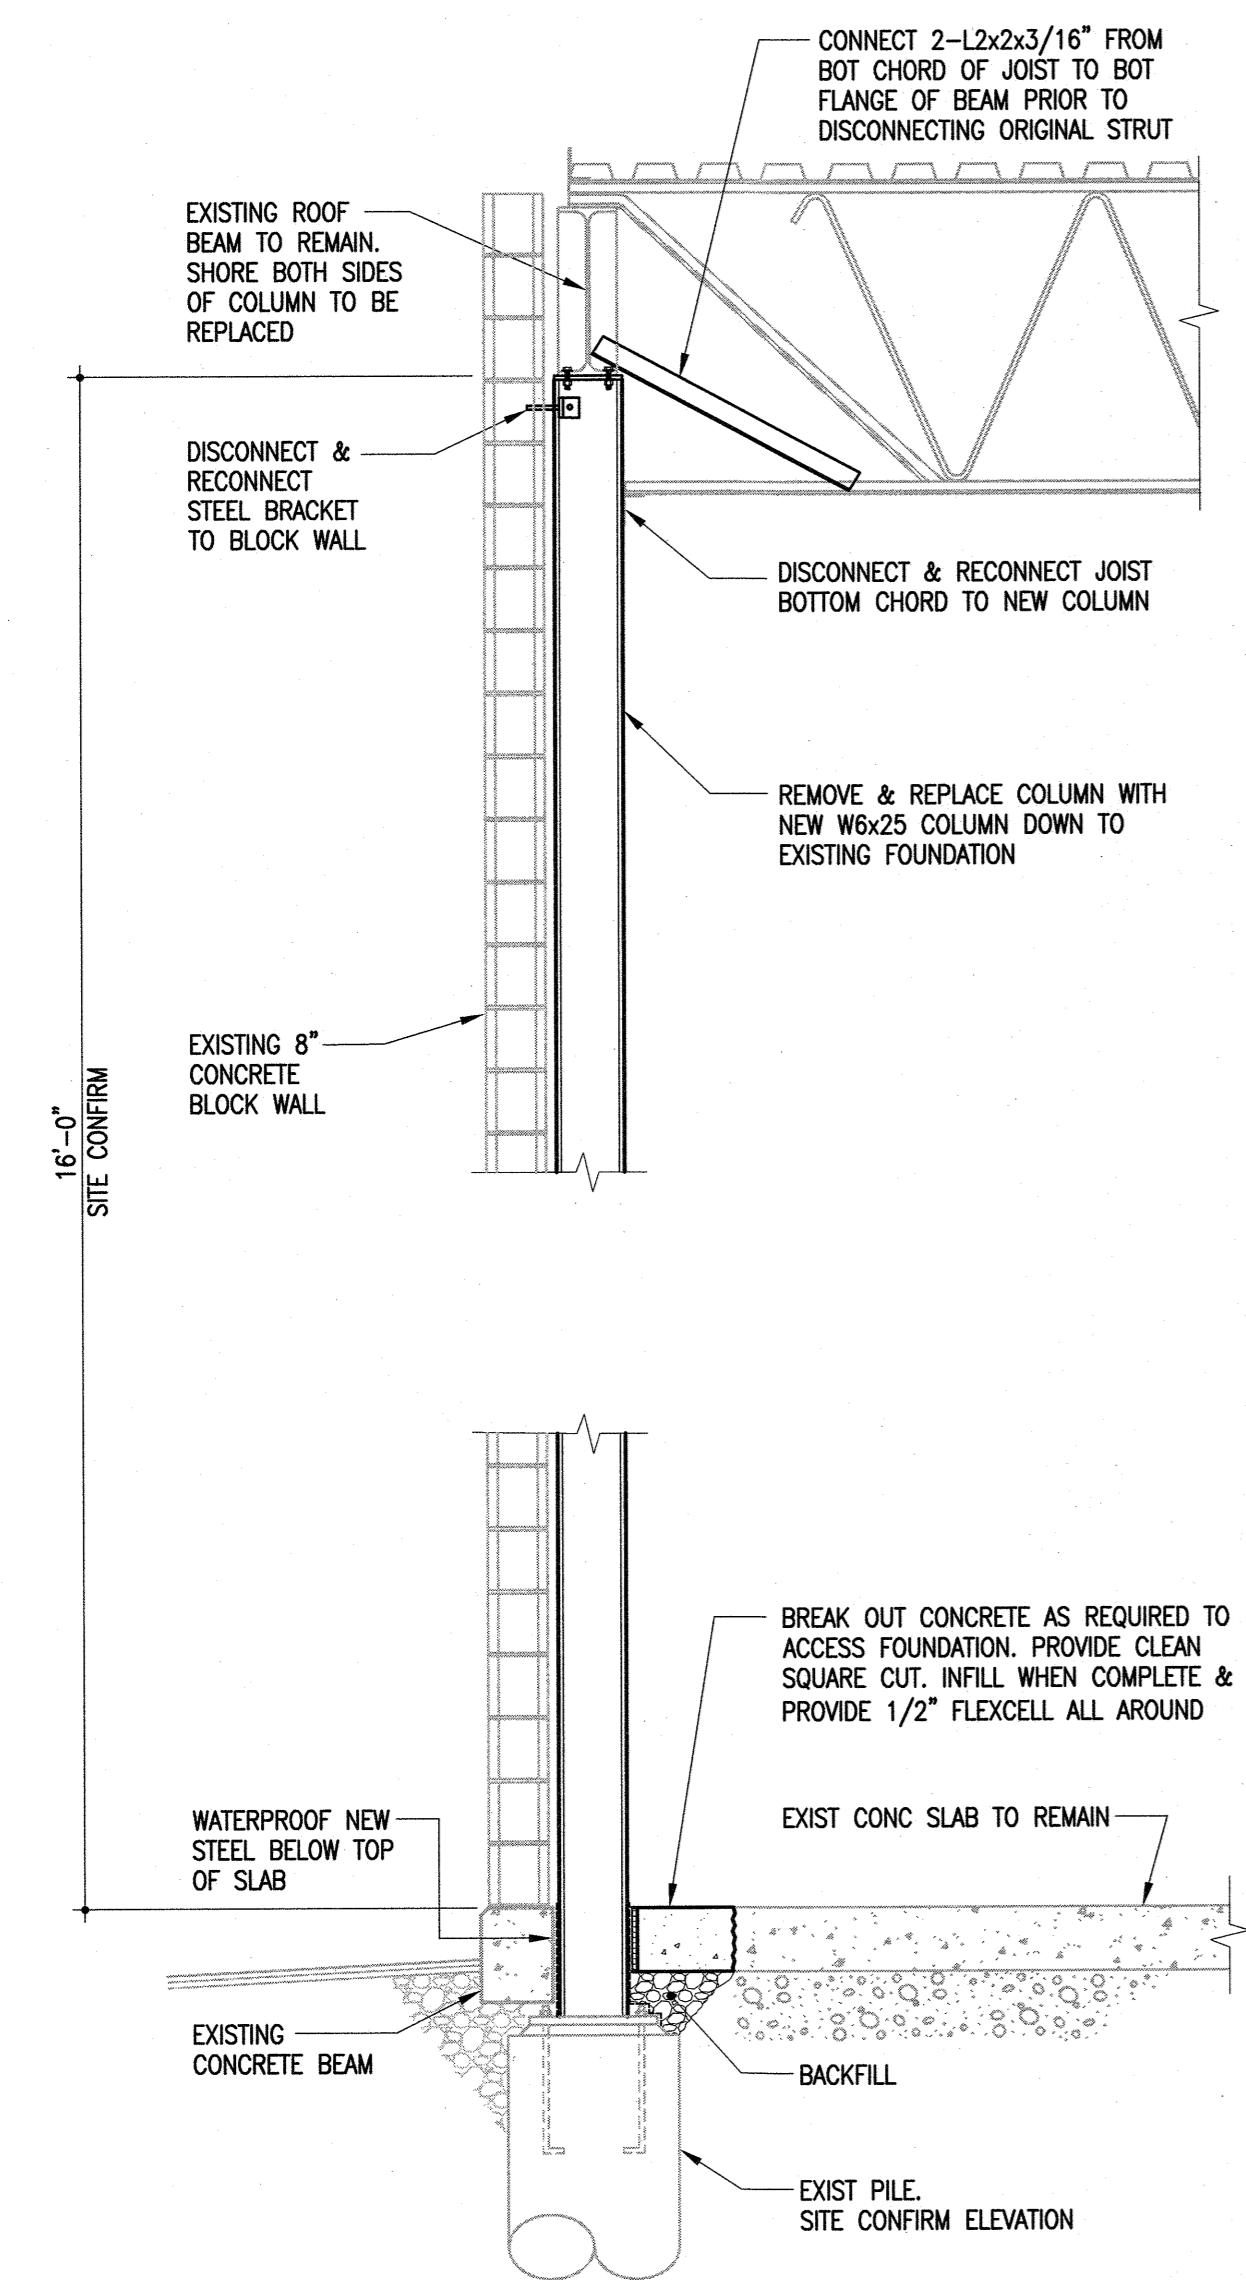 CONNECT 2-L2x2x3/16" FROM
BOT CHORD OF JOIST TO BOT
FLANGE OF BEAM PRIOR TO
DISCONNECTING ORIGINAL STRUT
EXISTING ROOF
BEAM TO REMAIN.
SHORE BOTH SIDES
OF COLUMN TO BE
REPLACED
DISCONNECT &
RECONNECT
STEEL BRACKET
TO BLOCK WALL
DISCONNECT & RECONNECT JOIST
BOTTOM CHORD TO NEW COLUMN
REMOVE & REPLACE COLUMN WITH
NEW W6x25 COLUMN DOWN TO
EXISTING FOUNDATION
EXISTING 8"
CONCRETE
BLOCK WALL
16'-0"
SITE CONFIRM
BREAK OUT CONCRETE AS REQUIRED TO
ACCESS FOUNDATION. PROVIDE CLEAN
SQUARE CUT. INFILL WHEN COMPLETE &
PROVIDE 1/2" FLEXCELL ALL AROUND
WATERPROOF NEW
STEEL BELOW TOP
OF SLAB
EXIST CONC SLAB TO REMAIN
EXISTING
CONCRETE BEAM
BACKFILL
EXIST PILE.
SITE CONFIRM ELEVATION